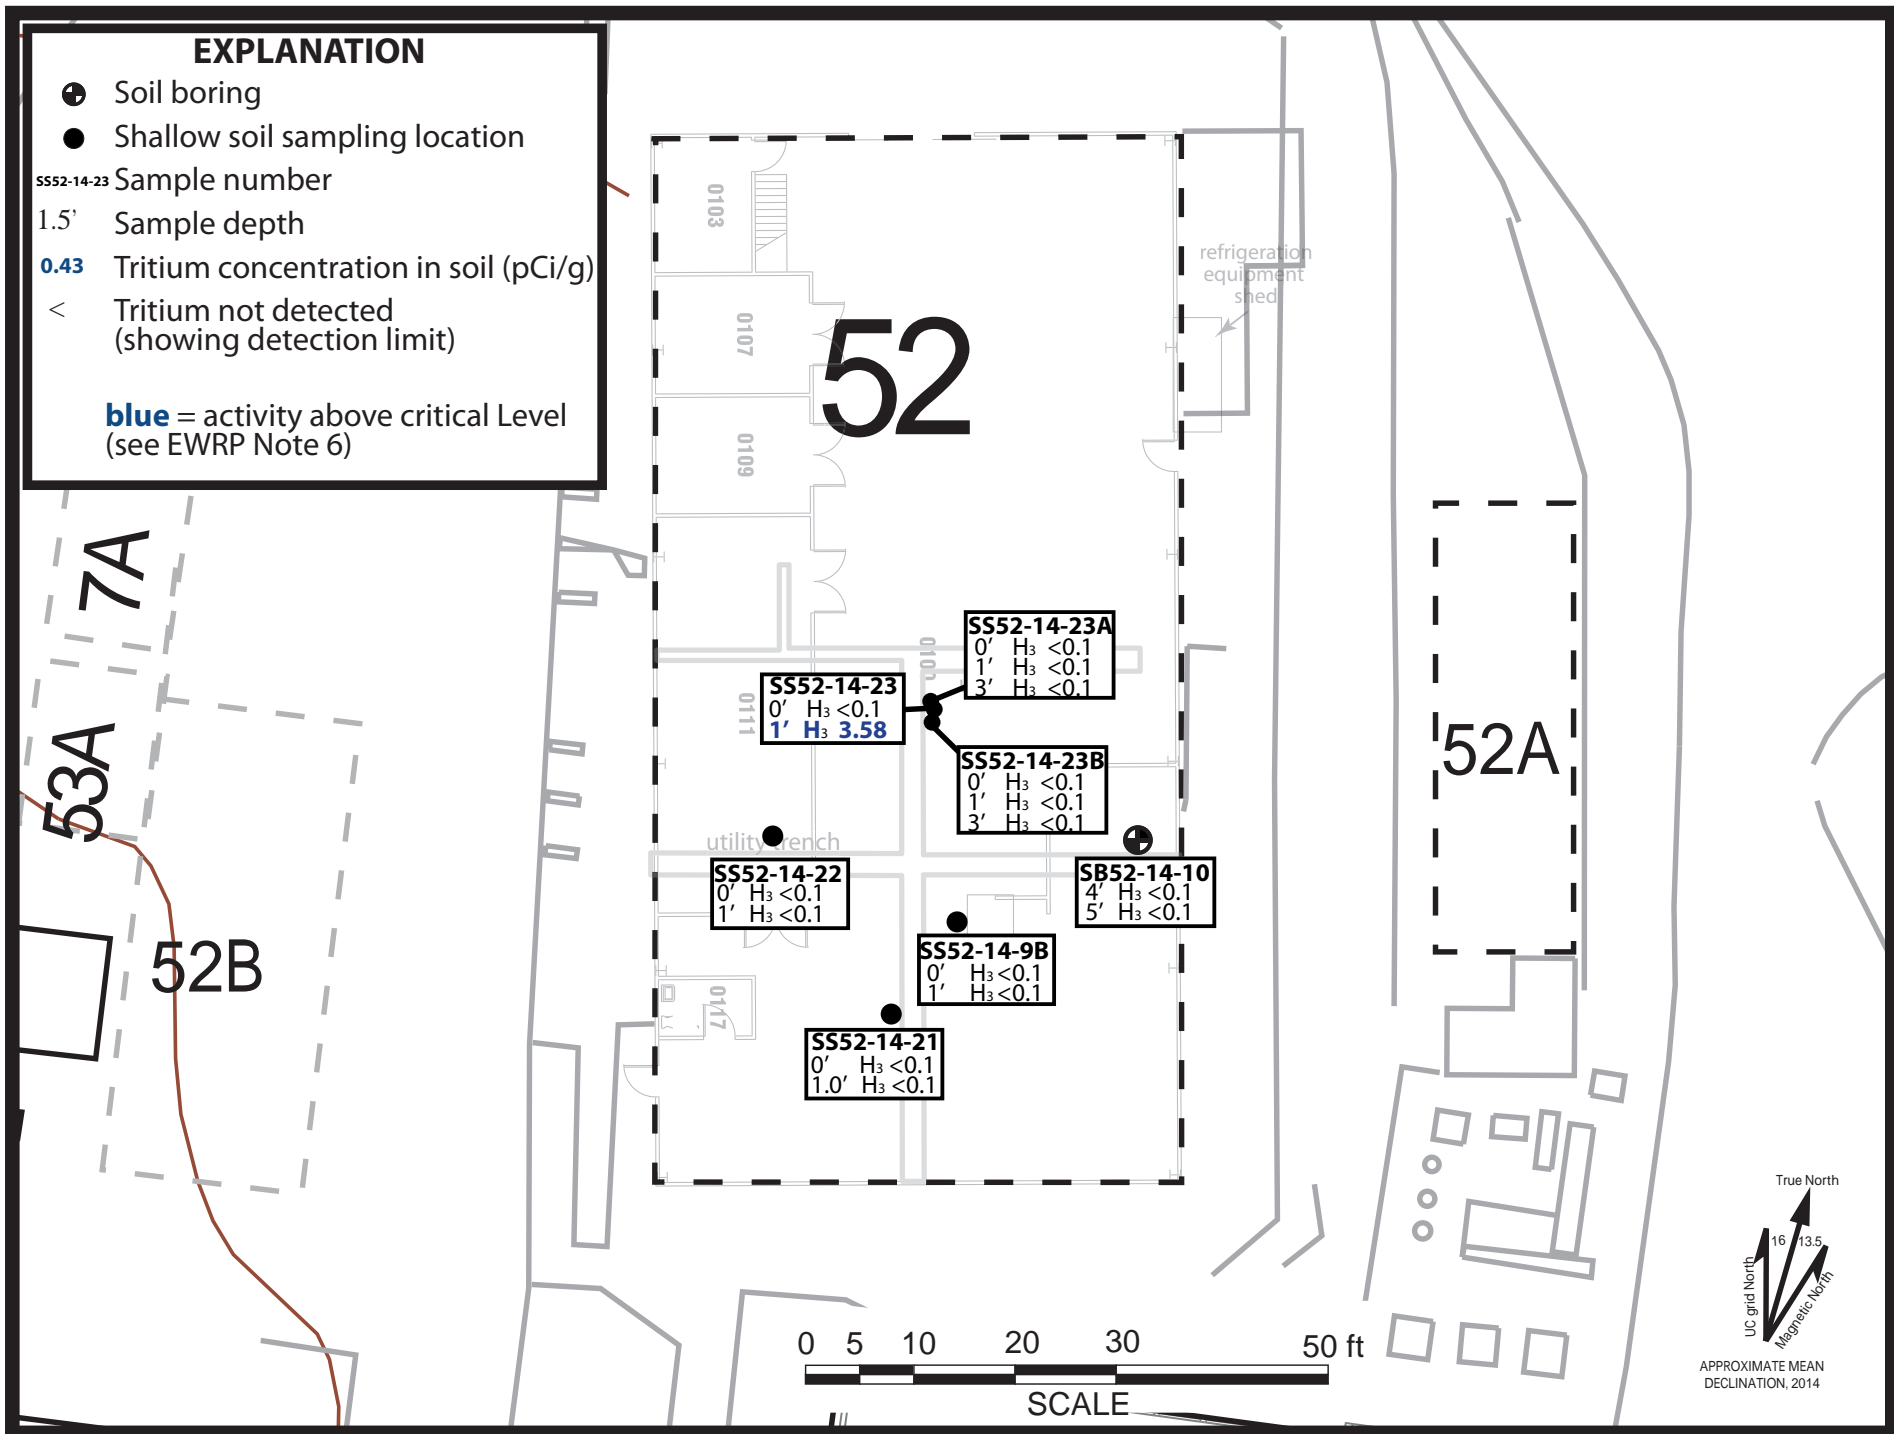 EXPLANATION
Soil boring
Shallow soil sampling location
SS52-14-23 Sample number
1.5' Sample depth
0.43 Tritium concentration in soil (pCi/g)
< Tritium not detected
(showing detection limit)
blue = activity above critical Level
(see EWRP Note 6)
0103
refrigeration
equipment
shed
0107
52
0109
7A
SS52-14-23A
0' H3 <0.1
1' H3 <0.1
3' H3 <0.1
SS52-14-23
0' H3 <0.1
1' H3 3.58
0111
53A
52A
SS52-14-23B
0' H3 <0.1
1' H3 <0.1
3' H3 <0.1
utility trench
SS52-14-22
0' H3 <0.1
1' H3 <0.1
SB52-14-10
4' H3 <0.1
5' H3 <0.1
52B
SS52-14-9B
0' H3 <0.1
1' H3 <0.1
0117
SS52-14-21
0' H3 <0.1
1.0' H3 <0.1
True North
16 13.5
UC grid North
Magnetic North
APPROXIMATE MEAN
DECLINATION, 2014
0 5 10 20 30 50 ft
SCALE